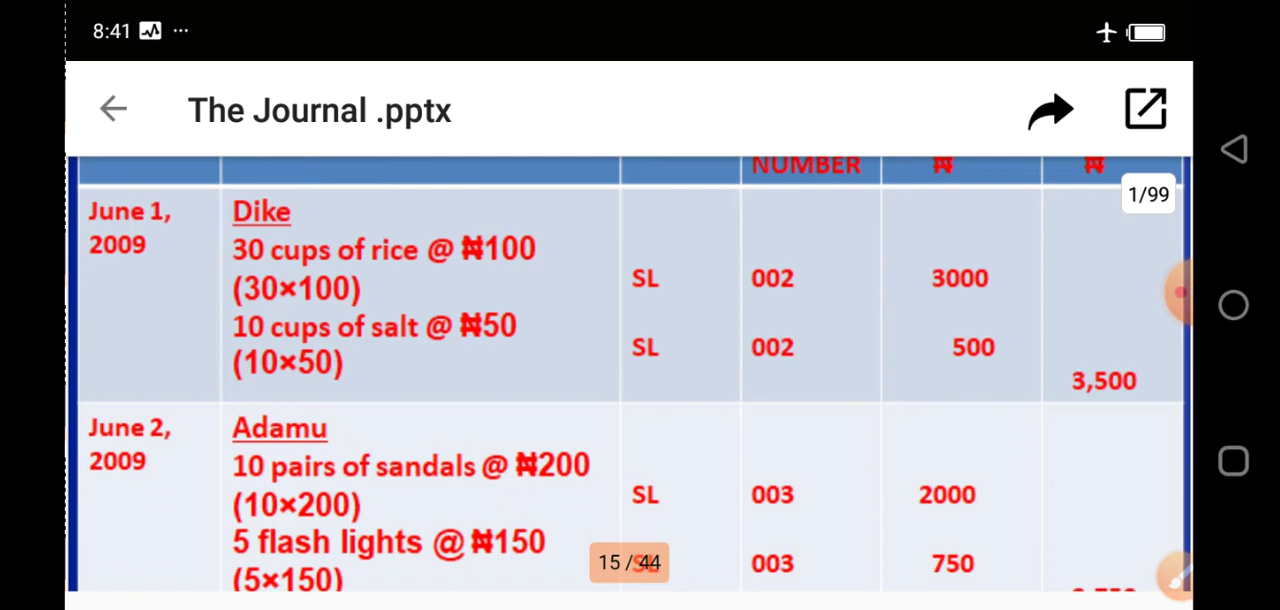 8:41 ...
The Journal .pptx
NUMBER ₦ ₦
1/99
June 1,
2009
Dike
30 cups of rice @ ₦100
(30×100)
SL 002 3000
10 cups of salt @ ₦50
(10×50)
SL 002 500
3,500
June 2,
2009
Adamu
10 pairs of sandals @ ₦200
(10×200)
SL 003 2000
5 flash lights @ ₦150
(5×150)
003 750
15 / 44